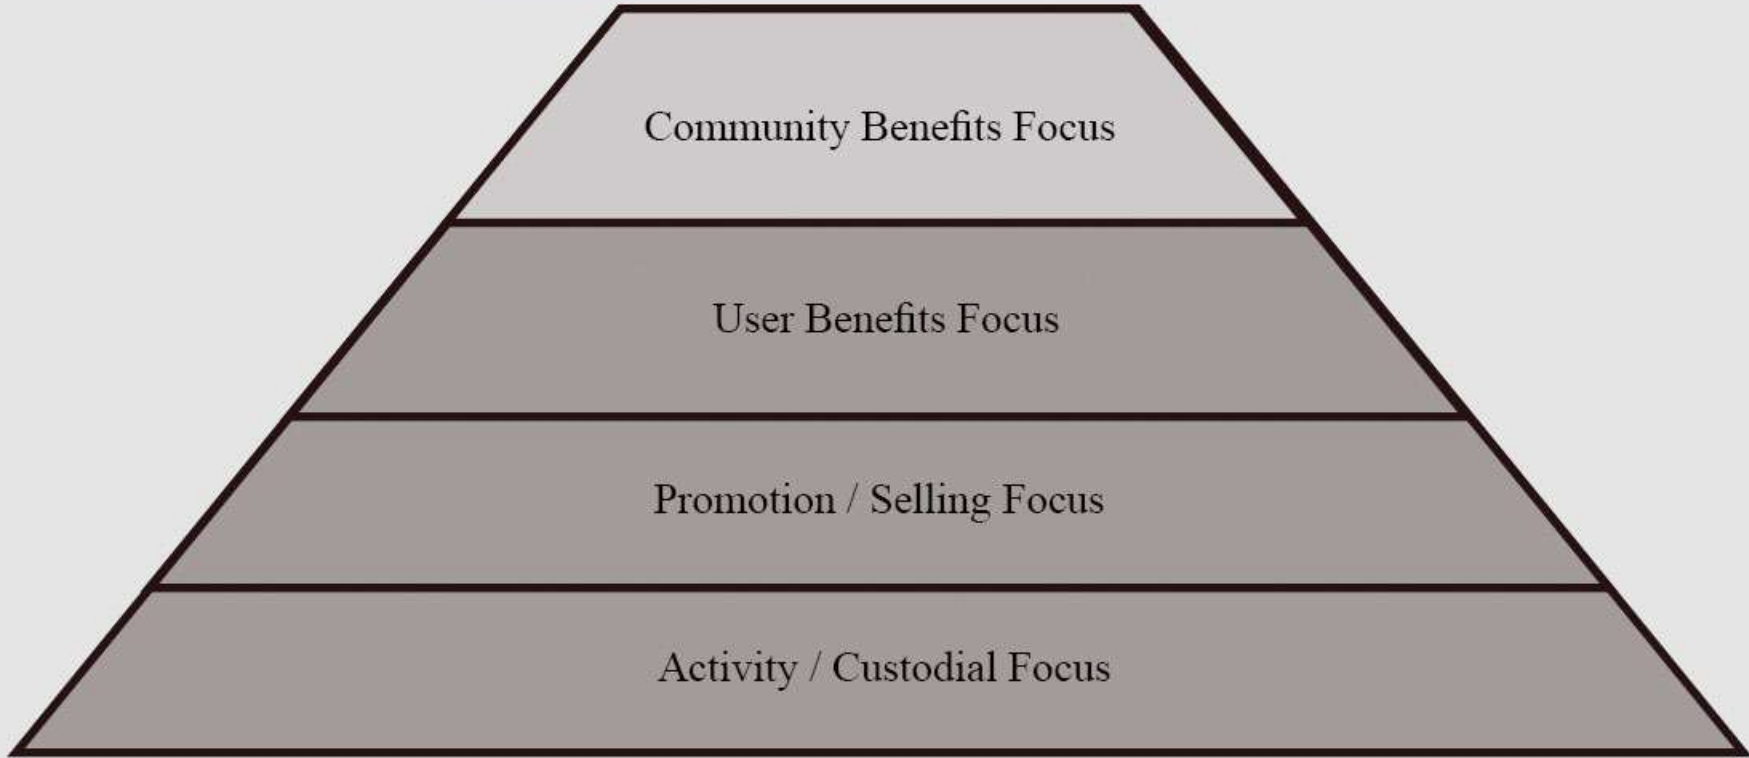 Community Benefits Focus
User Benefits Focus
Promotion / Selling Focus
Activity / Custodial Focus